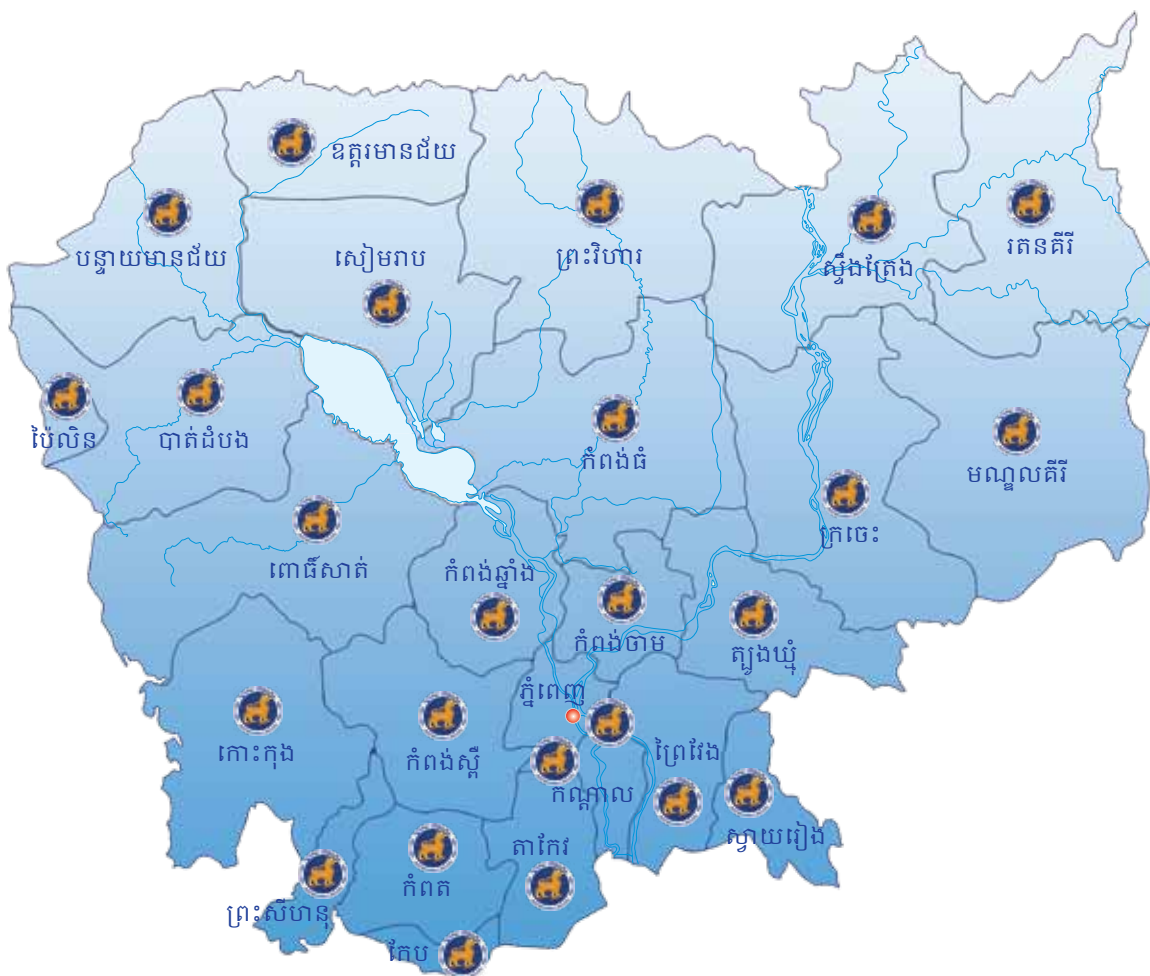 ឧត្តរមានជ័យ
បន្ទាយមានជ័យ
សៀមរាប
ព្រះវិហារ
ស្ទឹងត្រែង
រតនគីរី
ប៉ៃលិន
បាត់ដំបង
កំពង់ធំ
មណ្ឌលគីរី
ក្រចេះ
ពោធិ៍សាត់
កំពង់ឆ្នាំង
កំពង់ចាម
ត្បូងឃ្មុំ
ភ្នំពេញ
កោះកុង
កំពង់ស្ពឺ
ព្រៃវែង
កណ្តាល
ស្វាយរៀង
តាកែវ
កំពត
ព្រះសីហនុ
កែប